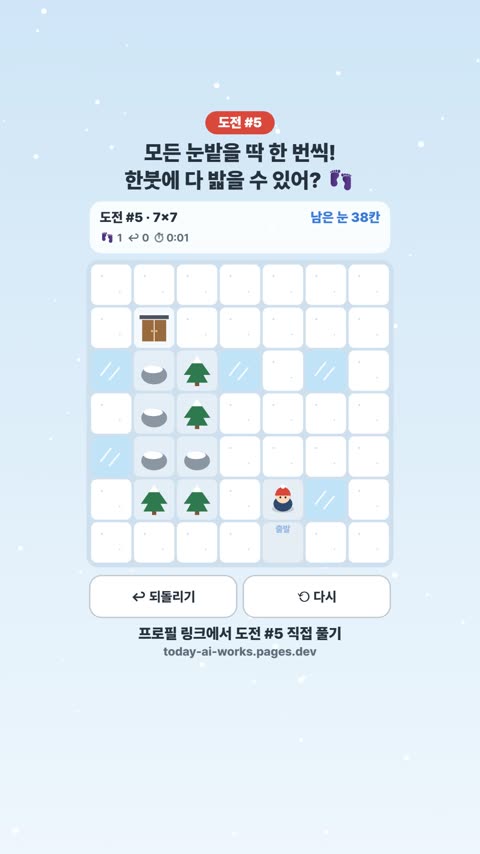 도전 #5
모든 눈밭을 딱 한 번씩!
한붓에 다 밟을 수 있어? 👣
도전 #5 · 7×7
남은 눈 38칸
👣 1 ↩ 0 ⏱ 0:01
출발
↩ 되돌리기
⟲ 다시
프로필 링크에서 도전 #5 직접 풀기
today-ai-works.pages.dev